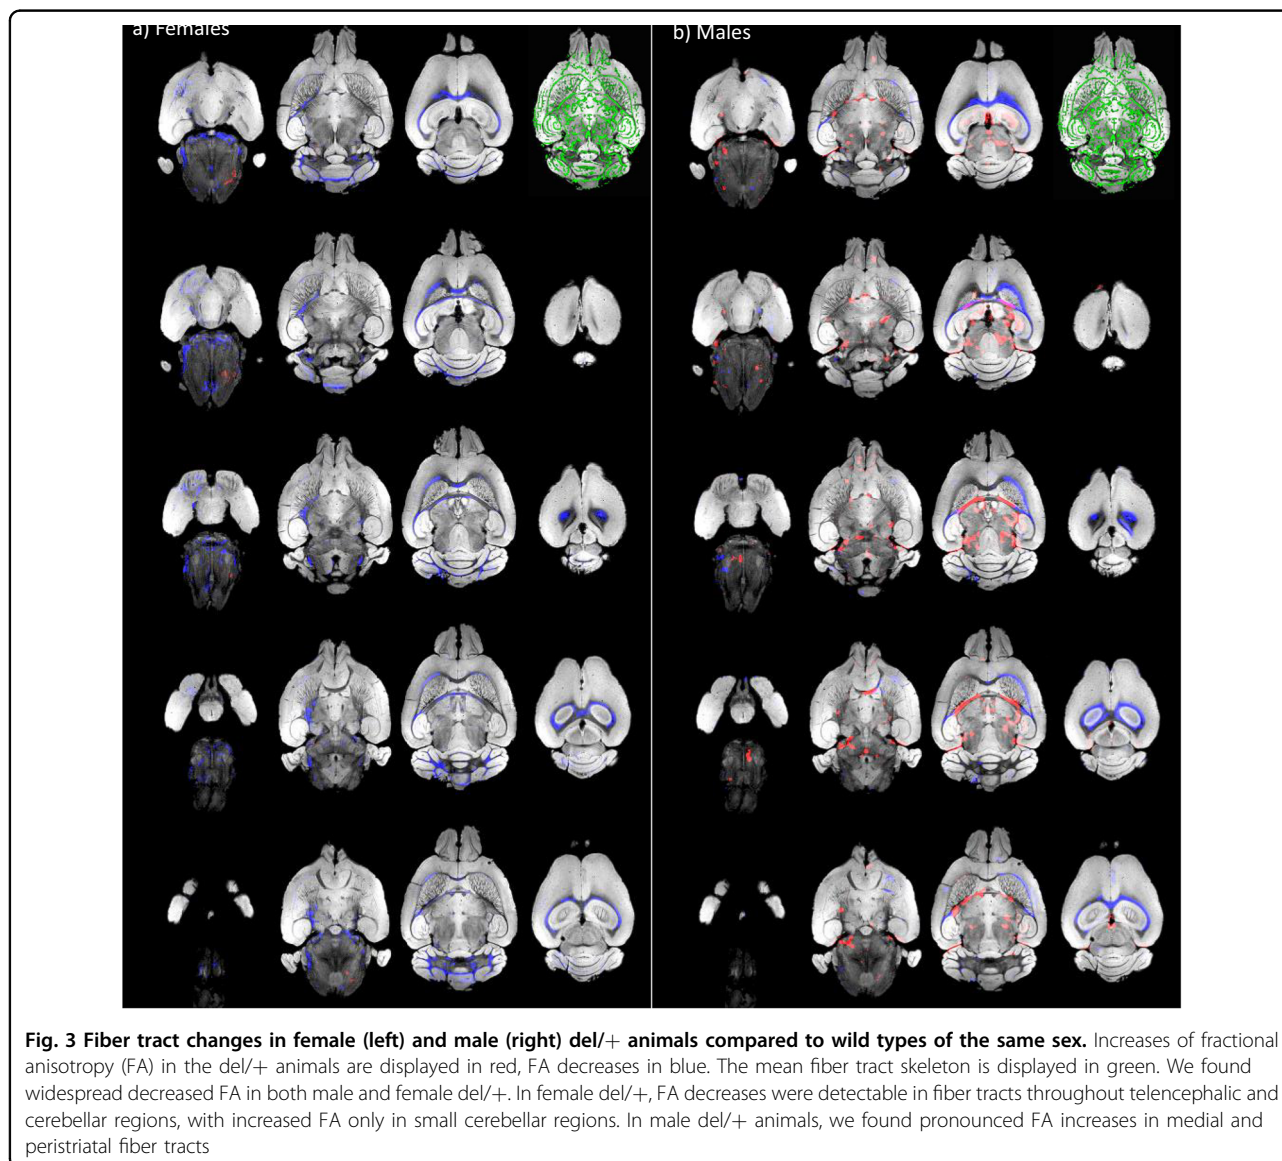 a) Females
b) Males
Fig. 3 Fiber tract changes in female (left) and male (right) del/+ animals compared to wild types of the same sex. Increases of fractional
anisotropy (FA) in the del/+ animals are displayed in red, FA decreases in blue. The mean fiber tract skeleton is displayed in green. We found
widespread decreased FA in both male and female del/+. In female del/+, FA decreases were detectable in fiber tracts throughout telencephalic and
cerebellar regions, with increased FA only in small cerebellar regions. In male del/+ animals, we found pronounced FA increases in medial and
peristriatal fiber tracts